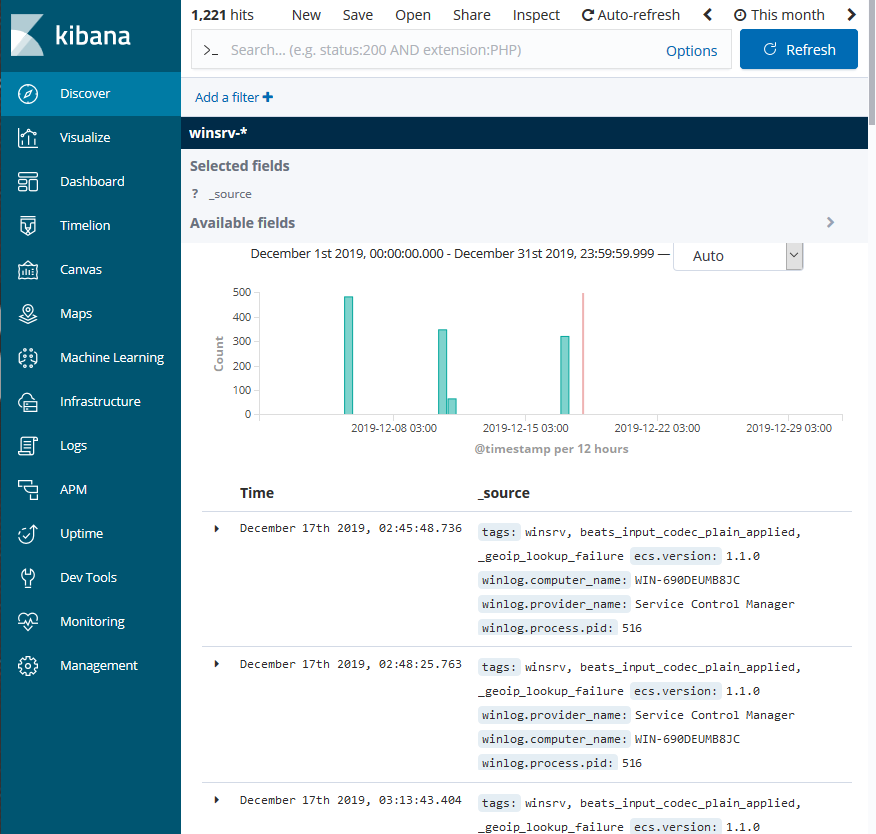 kibana
Discover
Visualize
Dashboard
Timelion
Canvas
Maps
Machine Learning
Infrastructure
Logs
APM
Uptime
Dev Tools
Monitoring
Management
1,221 hits New Save Open Share Inspect Auto-refresh This month
>_ Search... (e.g. status:200 AND extension:PHP) Options Refresh
Add a filter +
winsrv-*
Selected fields
? _source
Available fields
December 1st 2019, 00:00:00.000 - December 31st 2019, 23:59:59.999 — Auto
500
400
300
200
100
0
Count
2019-12-08 03:00 2019-12-15 03:00 2019-12-22 03:00 2019-12-29 03:00
@timestamp per 12 hours
Time _source
December 17th 2019, 02:45:48.736 tags: winsrv, beats_input_codec_plain_applied,
_geoip_lookup_failure ecs.version: 1.1.0
winlog.computer_name: WIN-690DEUMB8JC
winlog.provider_name: Service Control Manager
winlog.process.pid: 516
December 17th 2019, 02:48:25.763 tags: winsrv, beats_input_codec_plain_applied,
_geoip_lookup_failure ecs.version: 1.1.0
winlog.provider_name: Service Control Manager
winlog.computer_name: WIN-690DEUMB8JC
winlog.process.pid: 516
December 17th 2019, 03:13:43.404 tags: winsrv, beats_input_codec_plain_applied,
_geoip_lookup_failure ecs.version: 1.1.0